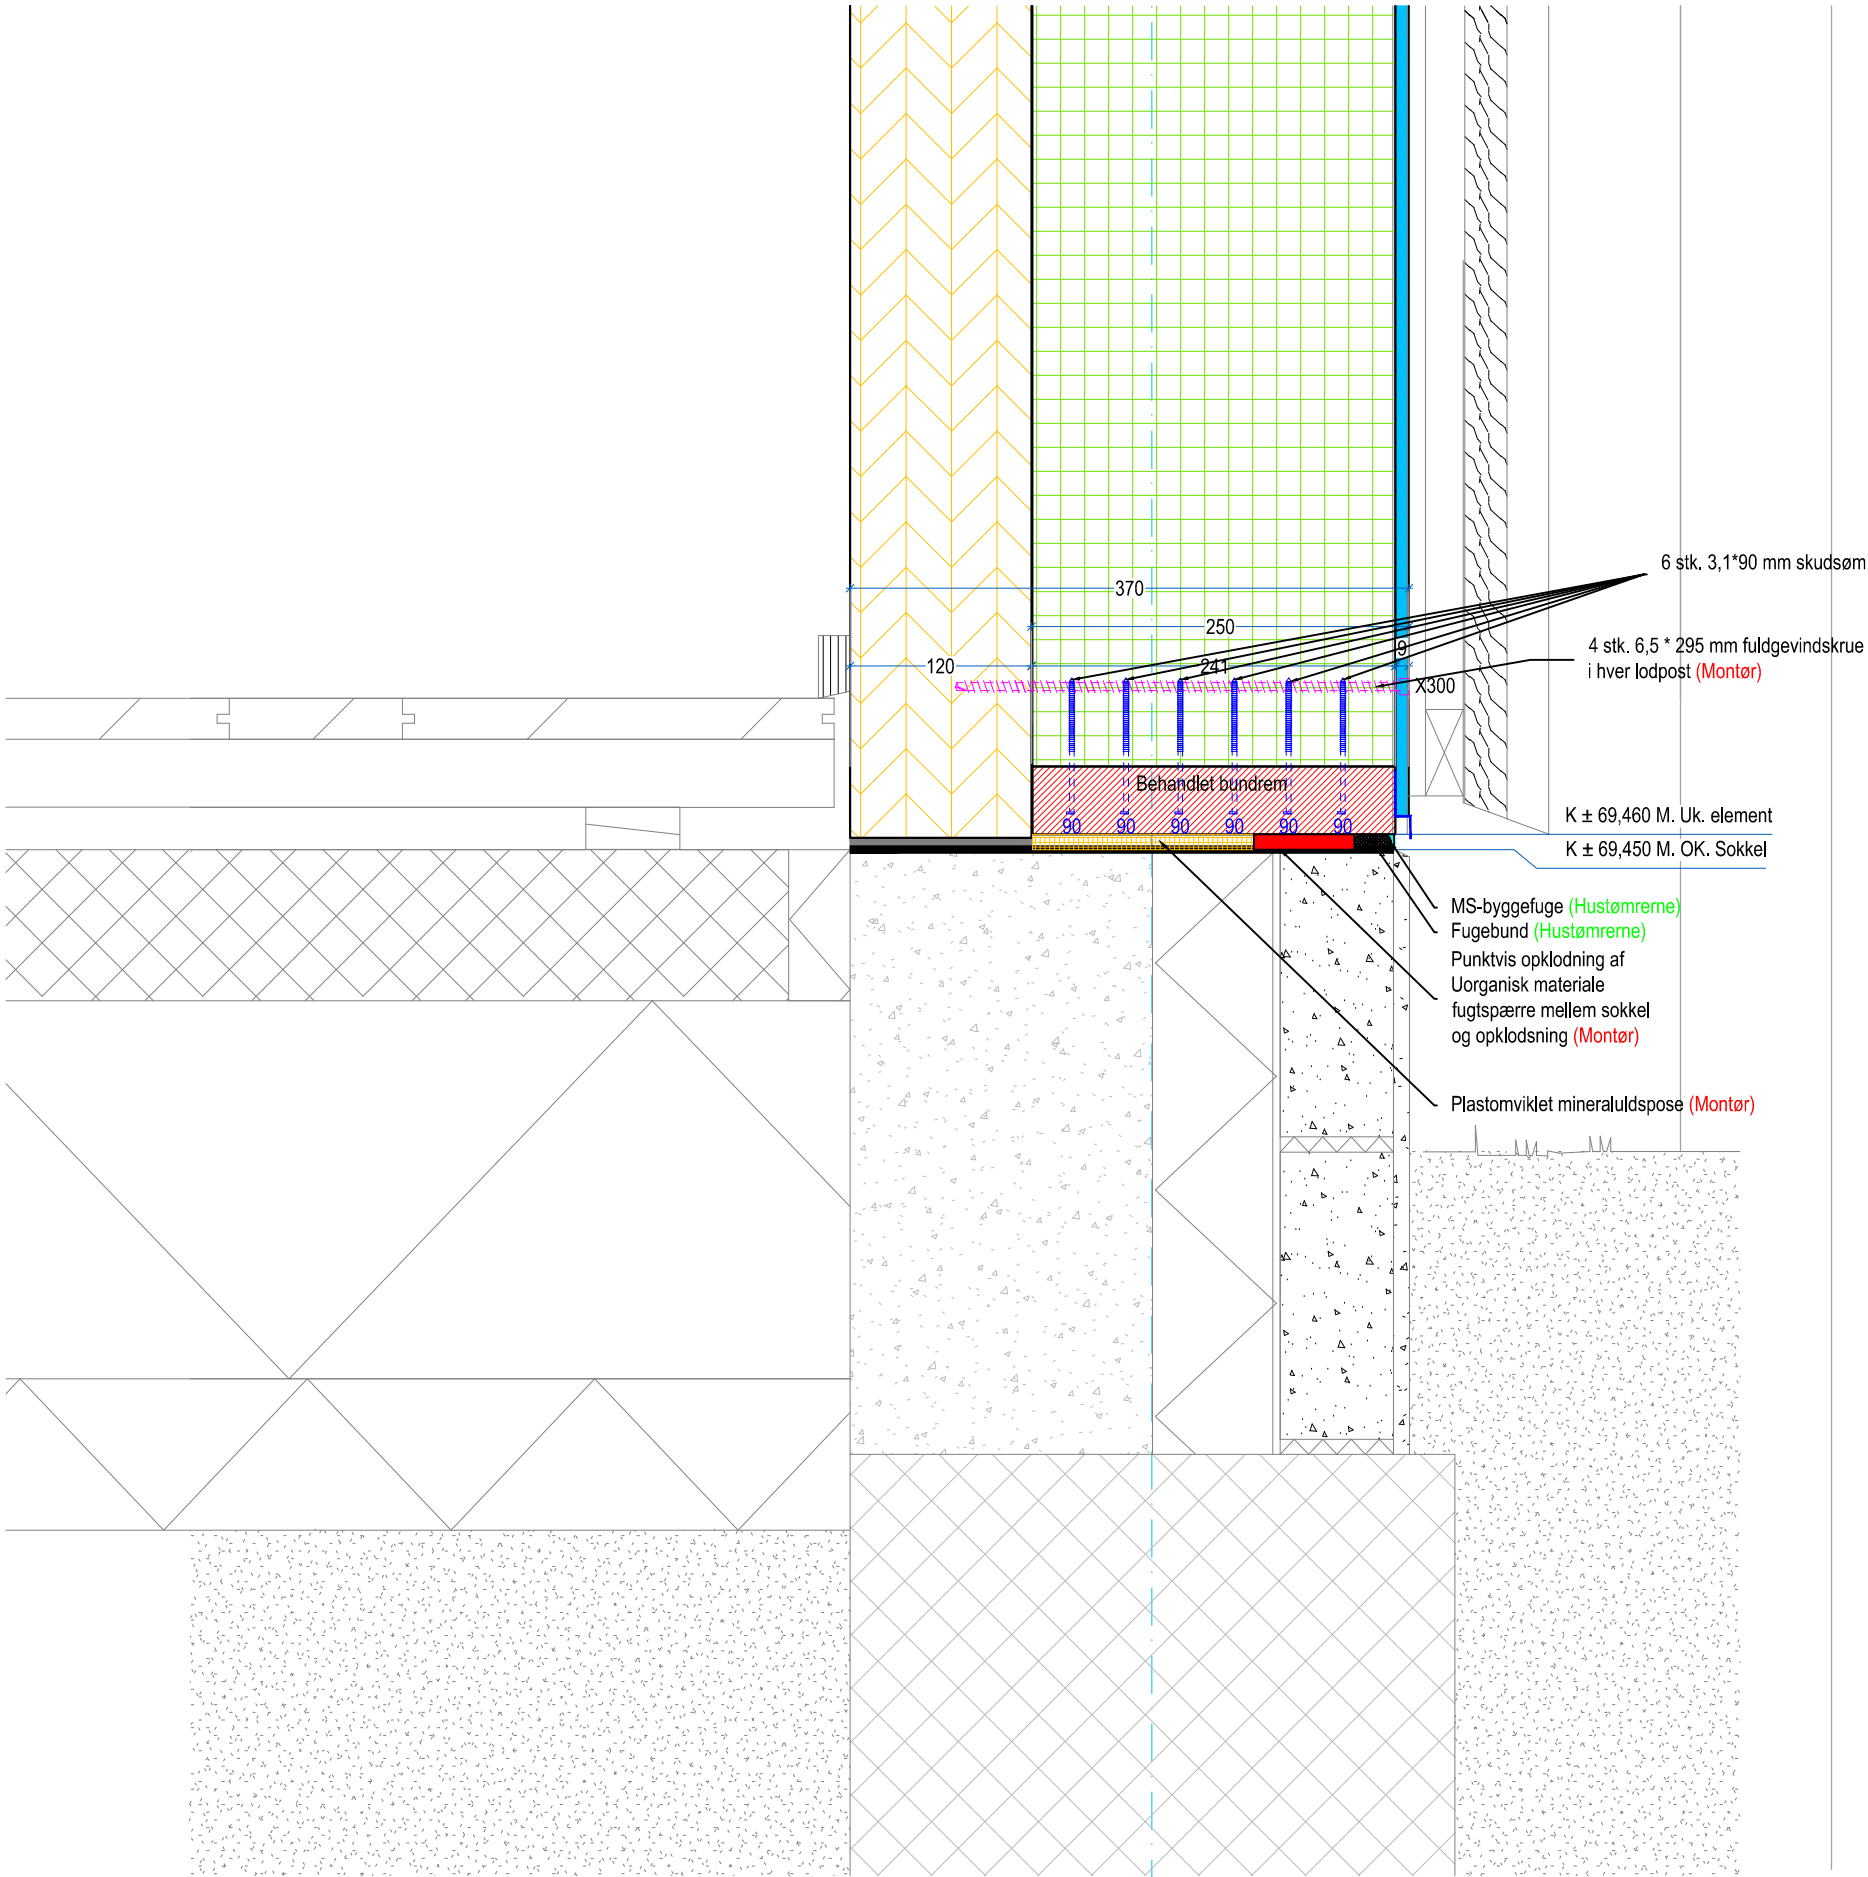 6 stk. 3,1*90 mm skudsøm
370
250
120
241
9
4 stk. 6,5 * 295 mm fuldgevindskrue
i hver lodpost (Montør)
X300
Behandlet bundrem
90 90 90 90 90 90
K ± 69,460 M. Uk. element
K ± 69,450 M. OK. Sokkel
MS-byggefuge (Hustømrerne)
Fugebund (Hustømrerne)
Punktvis opklodning af
Uorganisk materiale
fugtspærre mellem sokkel
og opklodsning (Montør)
Plastomviklet mineraluldspose (Montør)